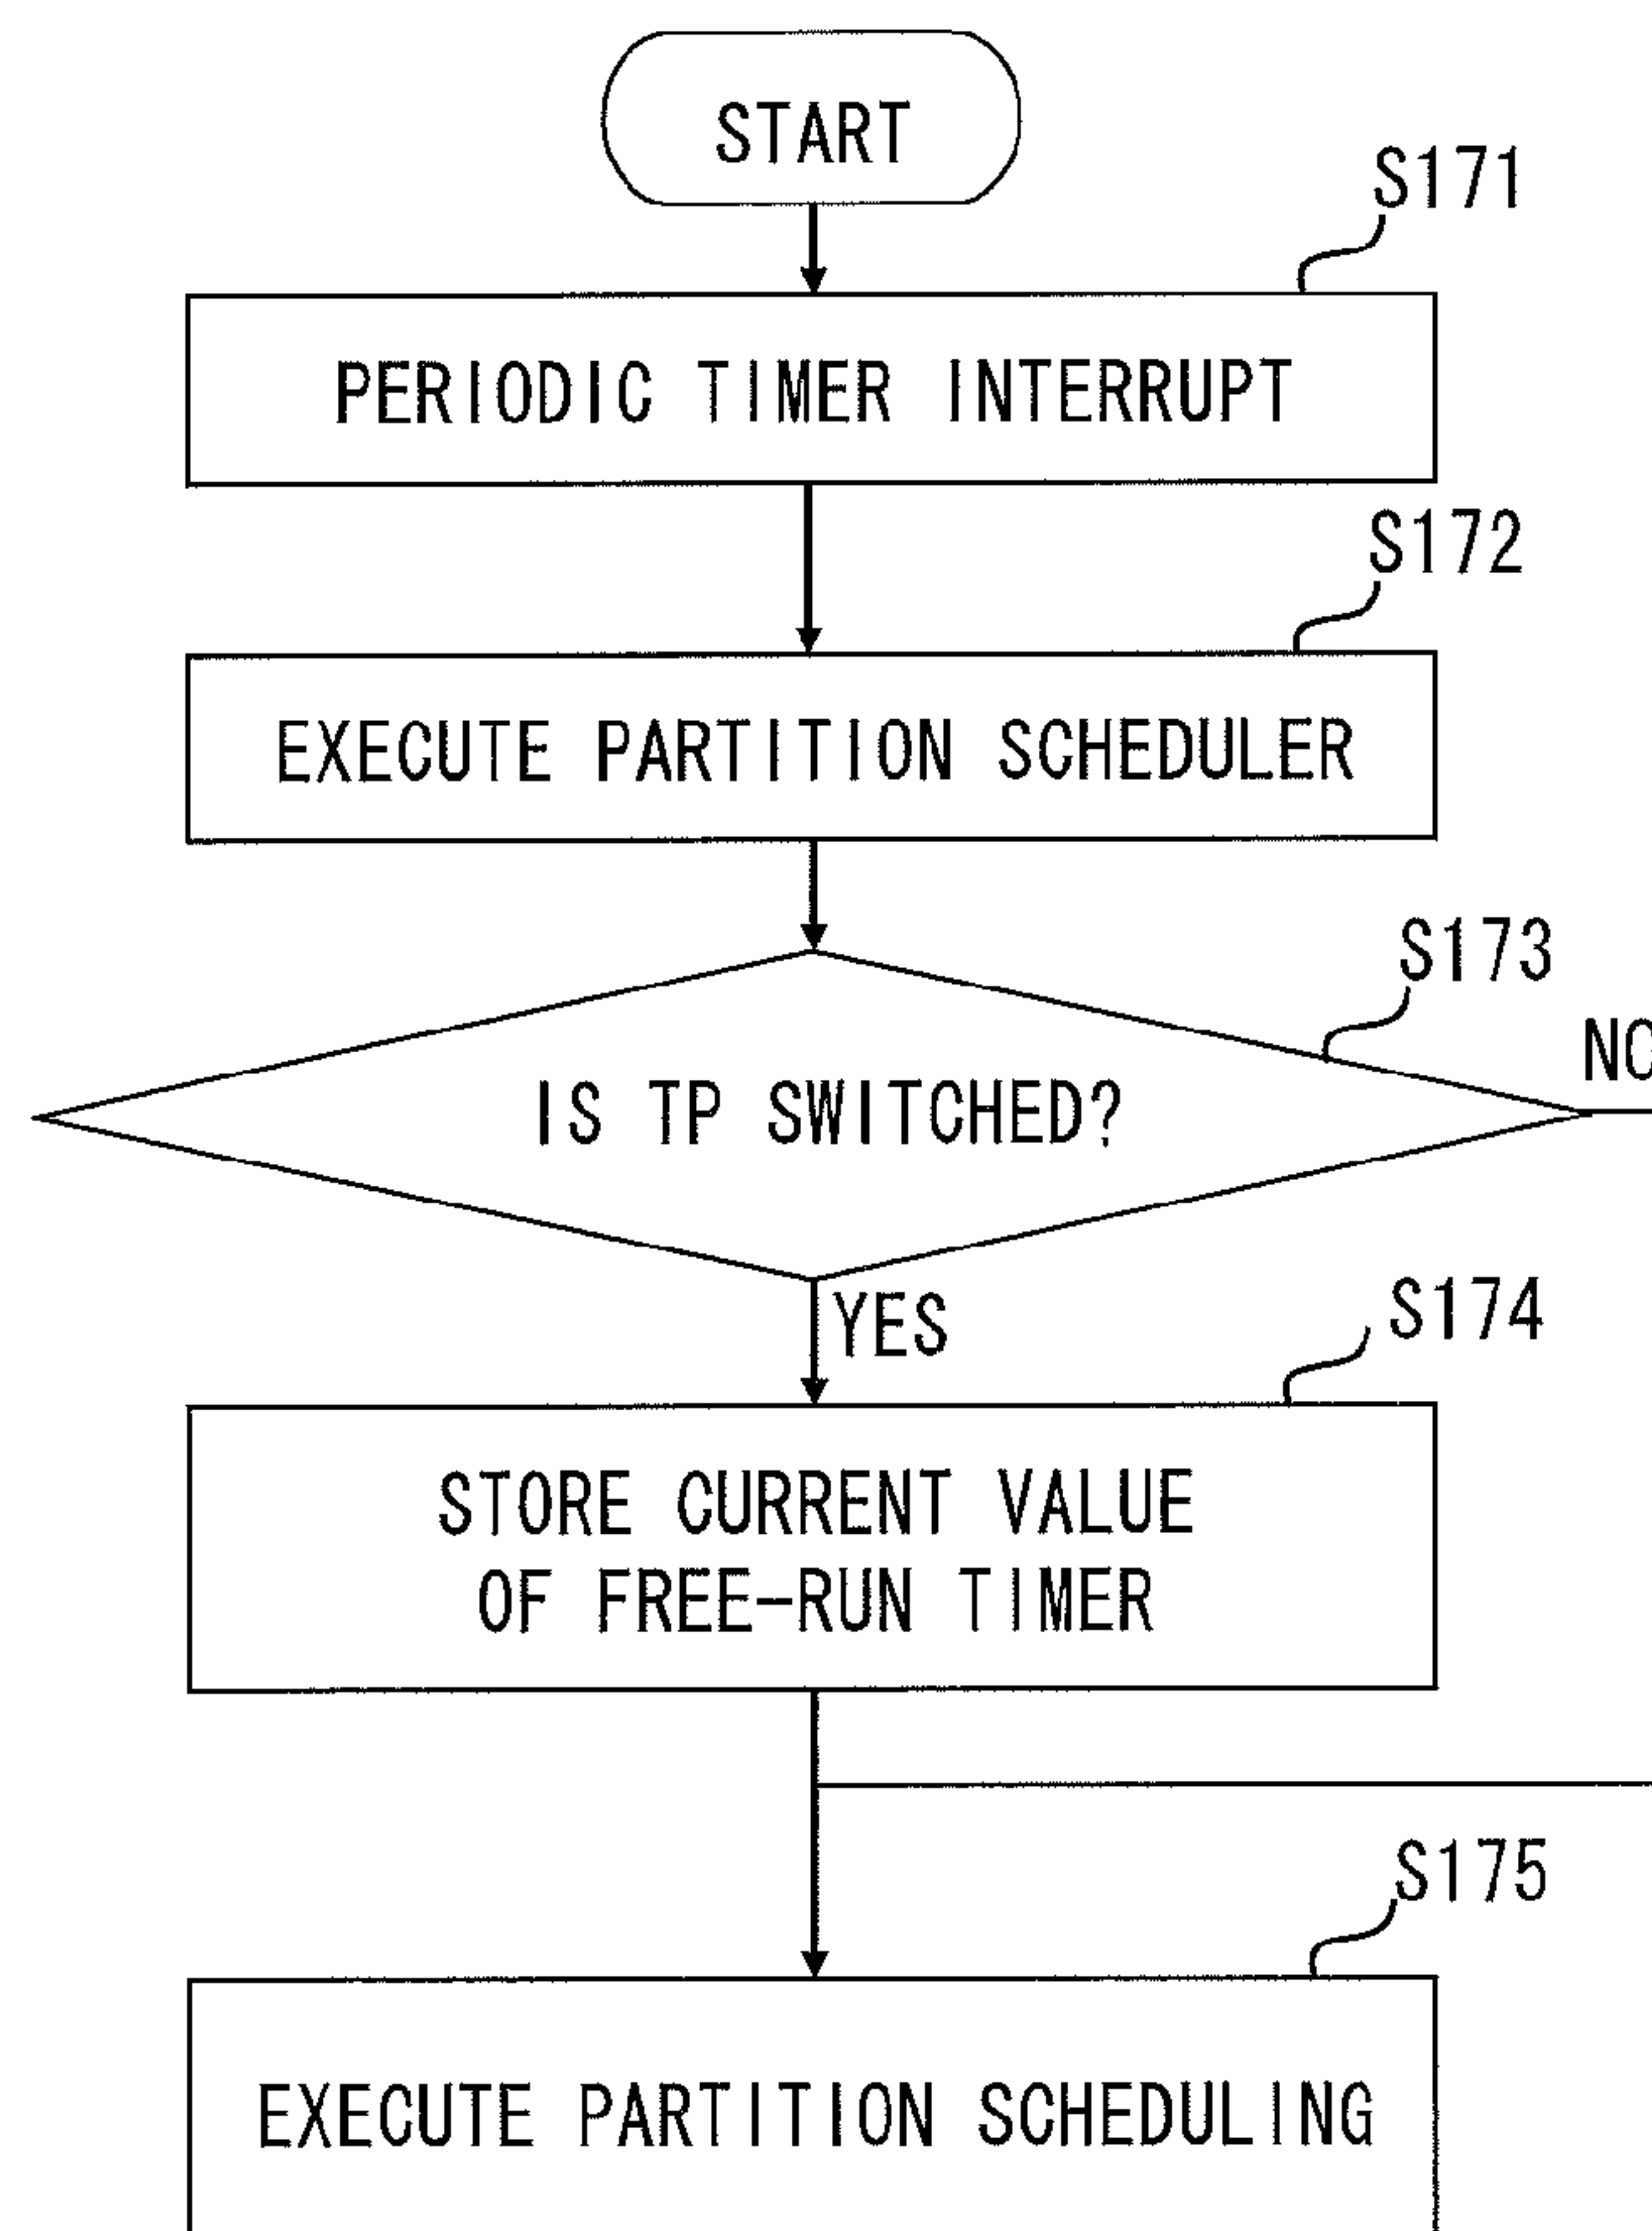 START
S171
PERIODIC TIMER INTERRUPT
S172
EXECUTE PARTITION SCHEDULER
S173
IS TP SWITCHED?
YES
S174
STORE CURRENT VALUE
OF FREE-RUN TIMER
S175
EXECUTE PARTITION SCHEDULING